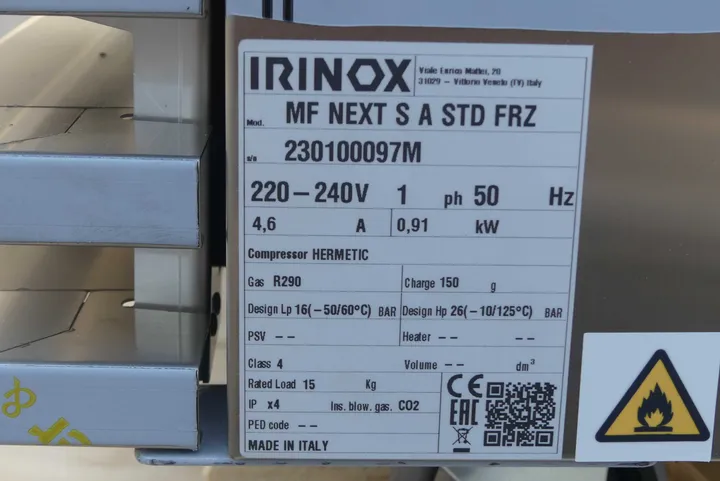 IRINOX
Viale Enrico Mattei, 20
31029 – Vittorio Veneto (TV) Italy
Mod. MF NEXT S A STD FRZ
s/n 230100097M
220–240V 1 ph 50 Hz
4,6 A 0,91 kW
Compressor HERMETIC
Gas R290 Charge 150 g
Design Lp 16(–50/60°C) BAR Design Hp 26(–10/125°C) BAR
PSV – – Heater – –
Class 4 Volume – – dm³
Rated Load 15 Kg
IP x4 Ins. blow. gas. CO2
PED code – –
MADE IN ITALY
CE
EAC
お